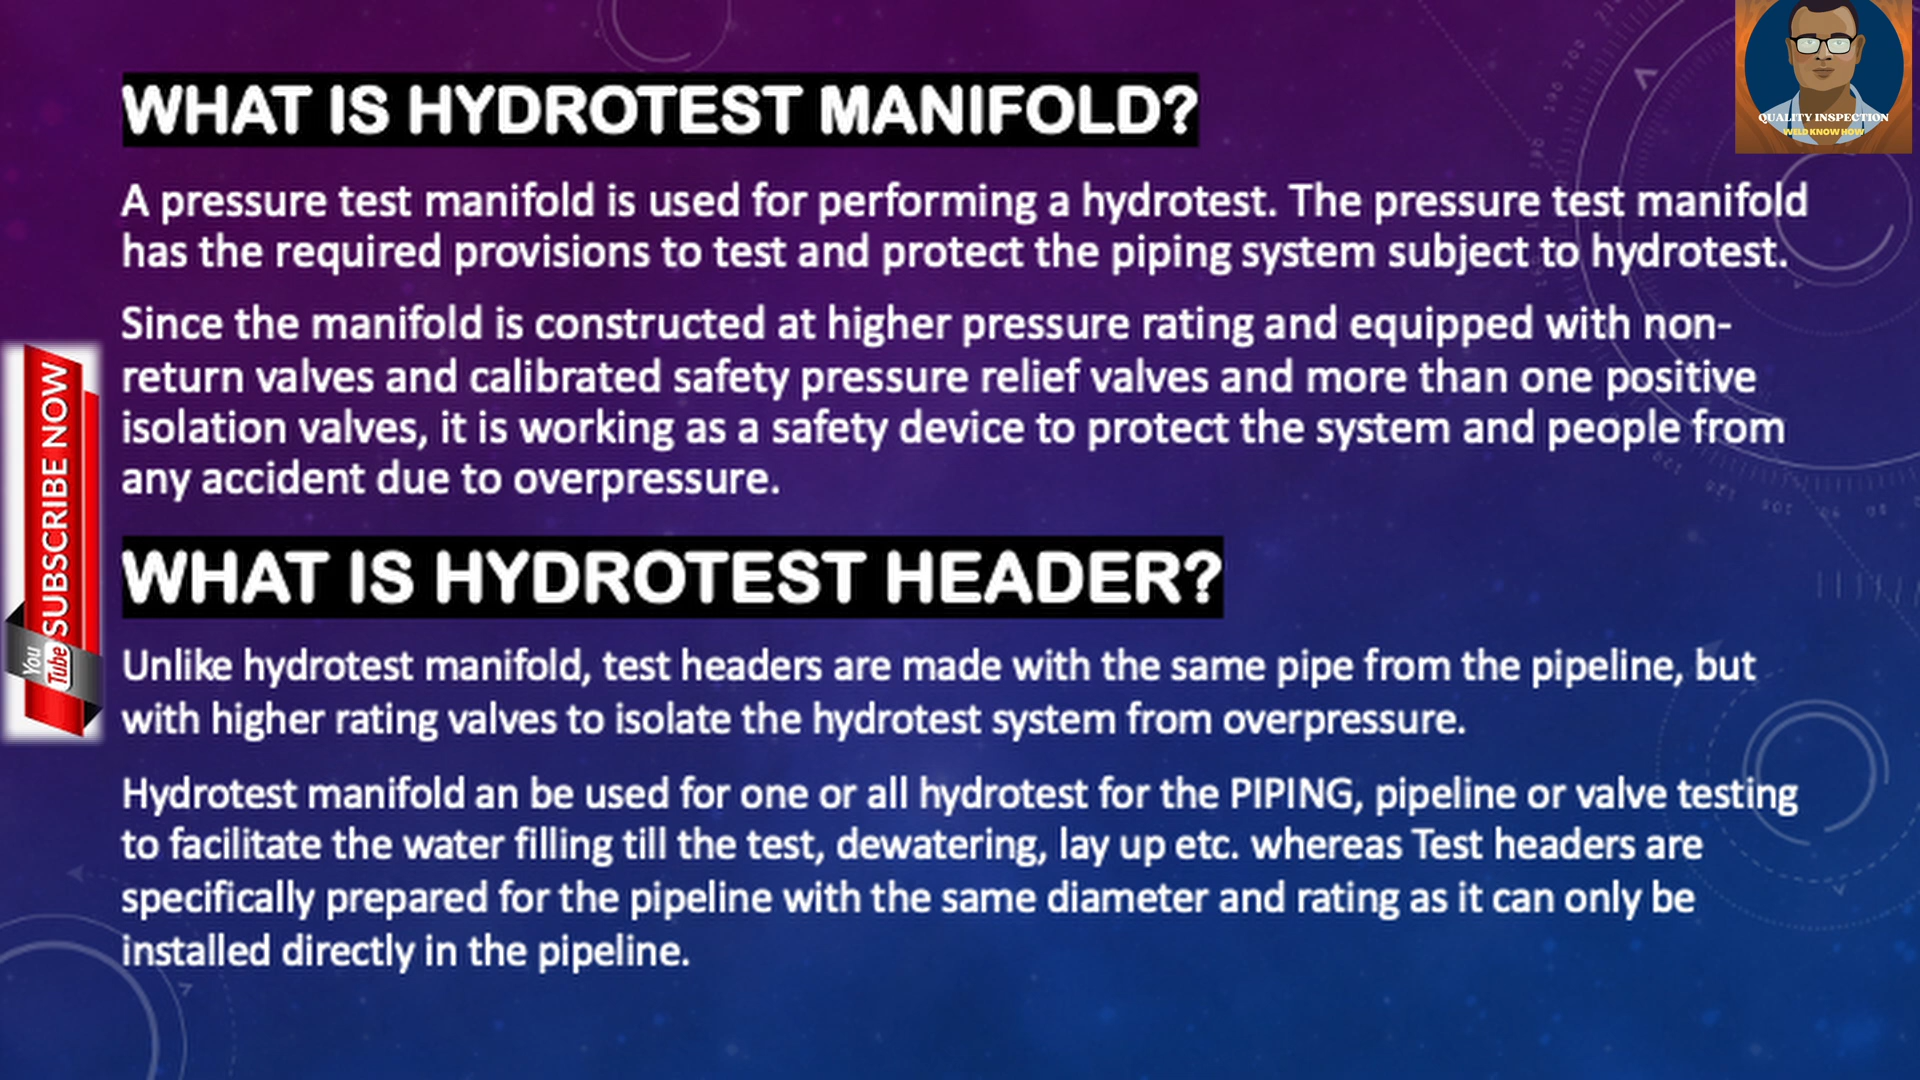 WHAT IS HYDROTEST MANIFOLD?
A pressure test manifold is used for performing a hydrotest. The pressure test manifold
has the required provisions to test and protect the piping system subject to hydrotest.
Since the manifold is constructed at higher pressure rating and equipped with non-
return valves and calibrated safety pressure relief valves and more than one positive
isolation valves, it is working as a safety device to protect the system and people from
any accident due to overpressure.
WHAT IS HYDROTEST HEADER?
Unlike hydrotest manifold, test headers are made with the same pipe from the pipeline, but
with higher rating valves to isolate the hydrotest system from overpressure.
Hydrotest manifold an be used for one or all hydrotest for the PIPING, pipeline or valve testing
to facilitate the water filling till the test, dewatering, lay up etc. whereas Test headers are
specifically prepared for the pipeline with the same diameter and rating as it can only be
installed directly in the pipeline.
QUALITY INSPECTION
WELD KNOW HOW
You
Tube
SUBSCRIBE NOW